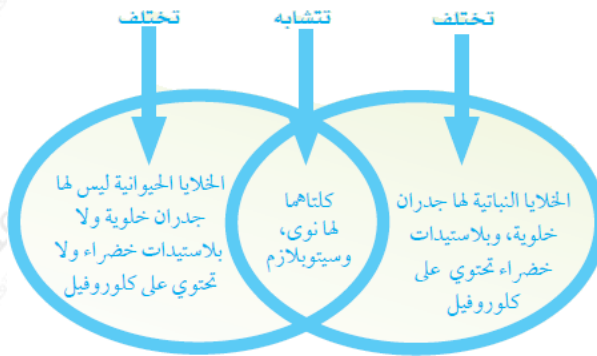 تختلف
تتشابه
تختلف
الخلايا النباتية لها جدران
خلوية، وبلاستيدات
خضراء تحتوي على
كلوروفيل
كلتاهما
لها نوى،
وسيتوبلازم
الخلايا الحيوانية ليس لها
جدران خلوية ولا
بلاستيدات خضراء ولا
تحتوي على كلوروفيل